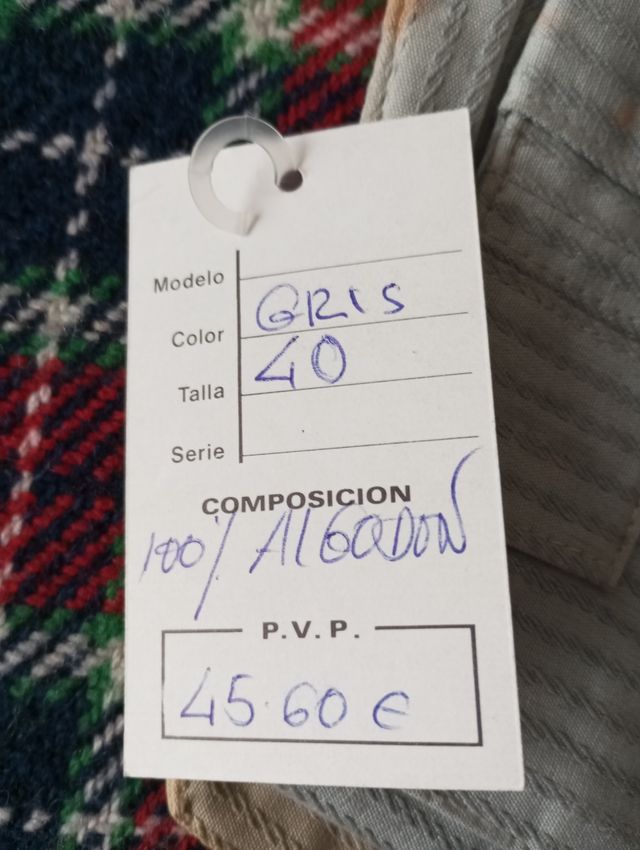 Modelo
Color GRIS
Talla 40
Serie
COMPOSICION
100% AlGODON
P.V.P.
45.60 €